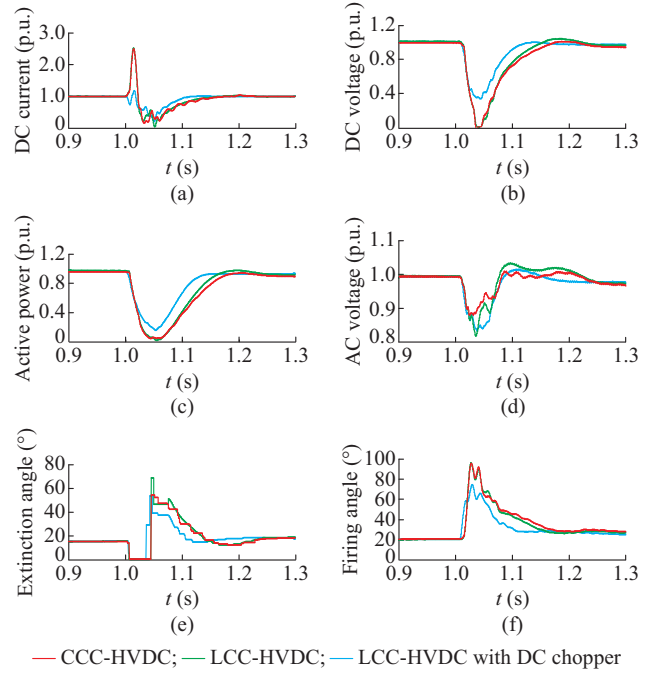 DC current (p.u.)
3.0
2.0
1.0
0
0.9 1.0 1.1 1.2 1.3
t (s)
(a)
DC voltage (p.u.)
1.2
0.8
0.4
0
0.9 1.0 1.1 1.2 1.3
t (s)
(b)
Active power (p.u.)
1.2
0.8
0.4
0
0.9 1.0 1.1 1.2 1.3
t (s)
(c)
AC voltage (p.u.)
1.1
1.0
0.9
0.8
0.9 1.0 1.1 1.2 1.3
t (s)
(d)
Extinction angle (°)
80
60
40
20
0
0.9 1.0 1.1 1.2 1.3
t (s)
(e)
Firing angle (°)
100
80
60
40
20
0
0.9 1.0 1.1 1.2 1.3
t (s)
(f)
CCC-HVDC; LCC-HVDC; LCC-HVDC with DC chopper